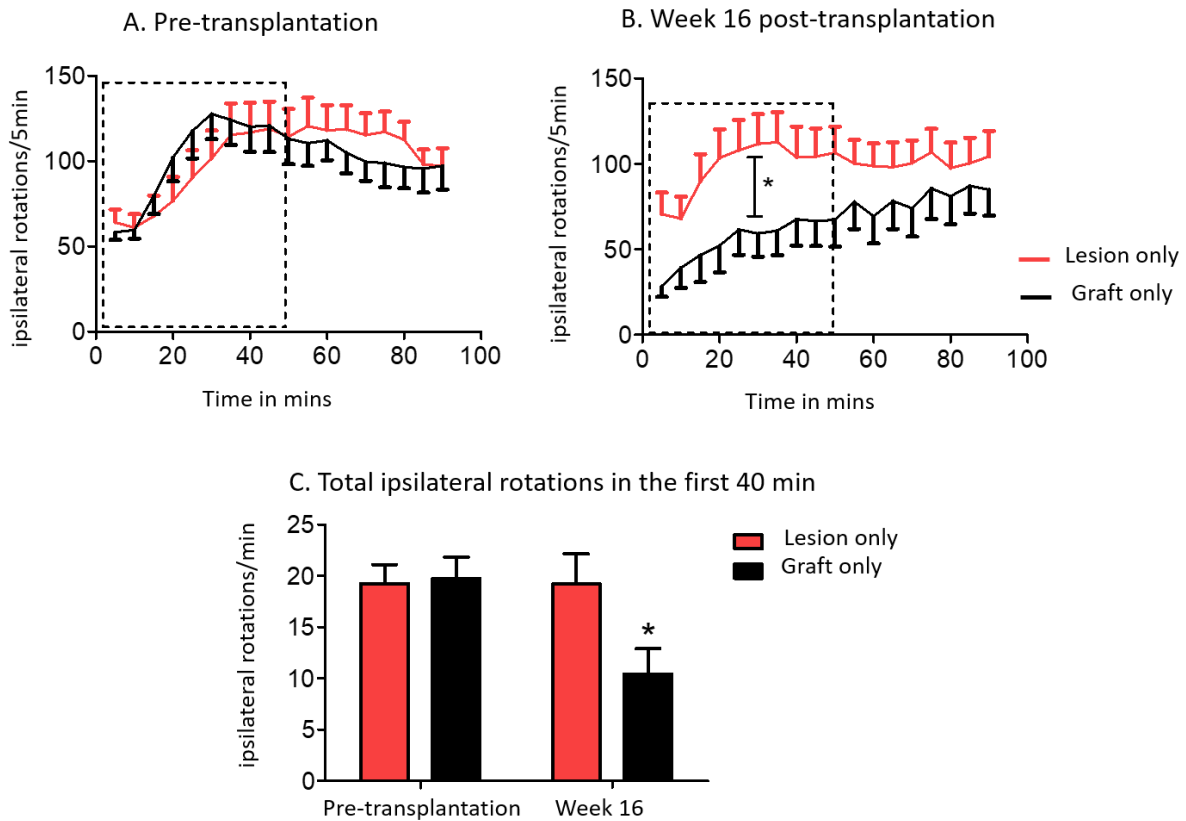 A. Pre-transplantation
ipsilateral rotations/5min
150
100
50
0
0 20 40 60 80 100
Time in mins
B. Week 16 post-transplantation
ipsilateral rotations/5min
150
100
50
0
*
0 20 40 60 80 100
Time in mins
Lesion only
Graft only
C. Total ipsilateral rotations in the first 40 min
ipsilateral rotations/min
25
20
15
10
5
0
*
Pre-transplantation Week 16
Lesion only
Graft only